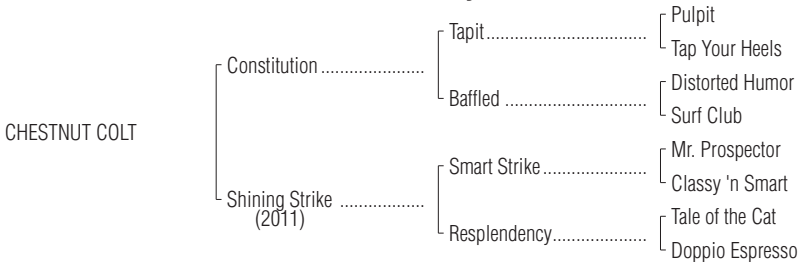 Pulpit
Tapit
Tap Your Heels
Constitution
Distorted Humor
Baffled
Surf Club
CHESTNUT COLT
Mr. Prospector
Smart Strike
Classy 'n Smart
Shining Strike
(2011)
Tale of the Cat
Resplendency
Doppio Espresso